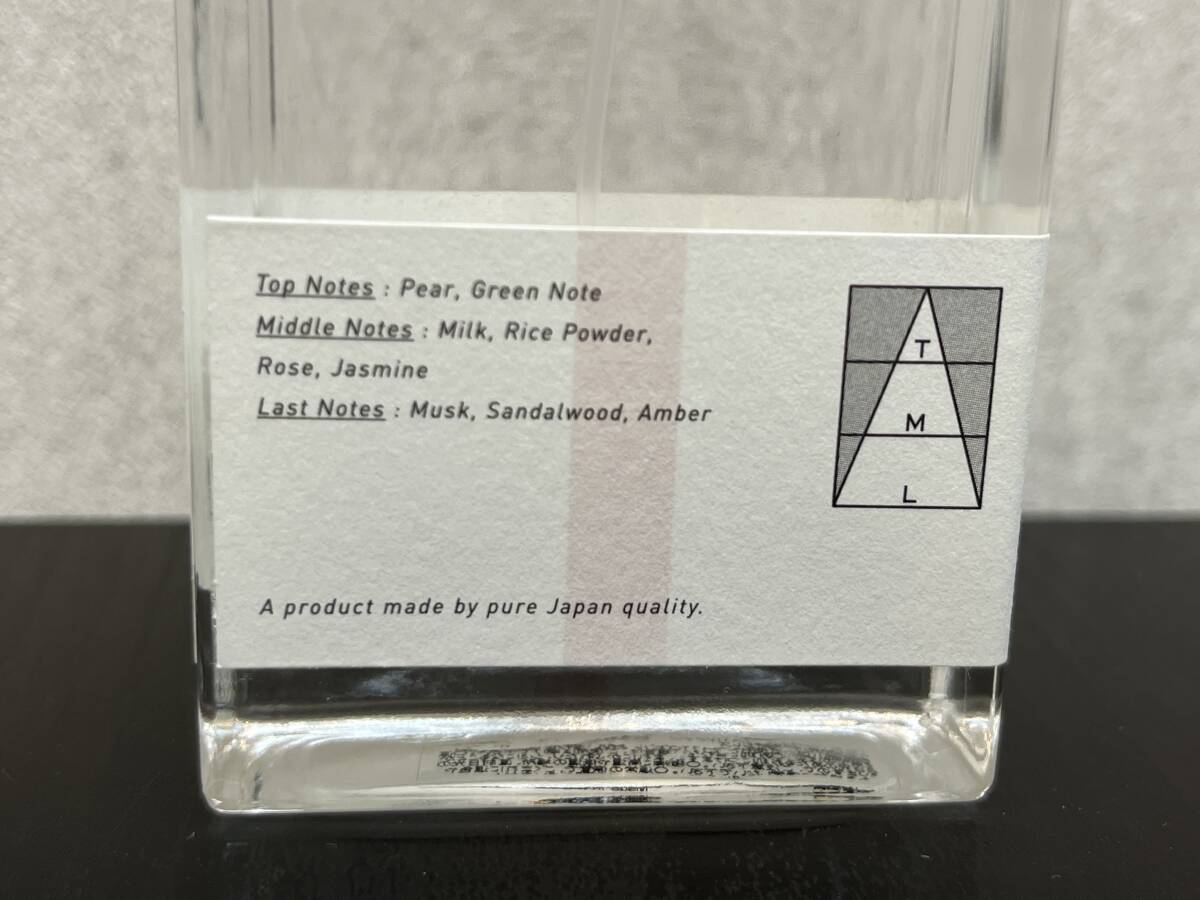 Top Notes : Pear, Green Note
Middle Notes : Milk, Rice Powder,
Rose, Jasmine
Last Notes : Musk, Sandalwood, Amber
T
M
L
A product made by pure Japan quality.